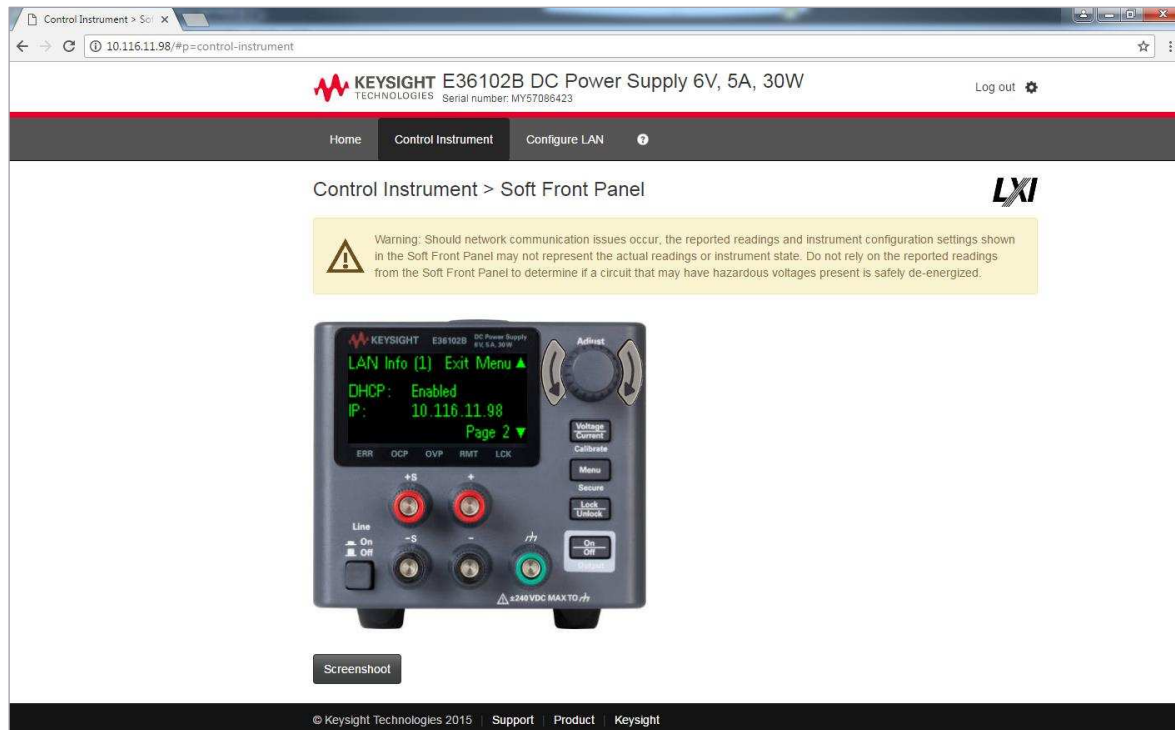 Control Instrument > So
10.116.11.98/#p=control-instrument
KEYSIGHT
TECHNOLOGIES
E36102B DC Power Supply 6V, 5A, 30W
Serial number: MY57086423
Log out
Home Control Instrument Configure LAN ?
Control Instrument > Soft Front Panel
LXI
Warning: Should network communication issues occur, the reported readings and instrument configuration settings shown
in the Soft Front Panel may not represent the actual readings or instrument state. Do not rely on the reported readings
from the Soft Front Panel to determine if a circuit that may have hazardous voltages present is safely de-energized.
KEYSIGHT E36102B DC Power Supply
6V, 5A, 30W
Adjust
LAN Info (1) Exit Menu ▲
DHCP: Enabled
IP: 10.116.11.98
Page 2 ▼
ERR OCP OVP RMT LCK
Voltage
Current
Calibrate
Menu
Secure
Lock
Unlock
+S +
Line
On
Off
-S -
On
Off
Output
±240 VDC MAX TO
Screenshoot
© Keysight Technologies 2015 | Support | Product | Keysight